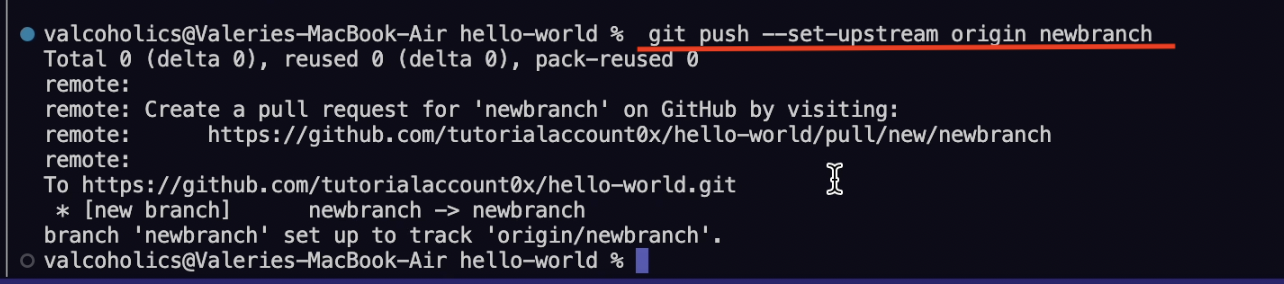 valcoholics@Valeries-MacBook-Air hello-world % git push --set-upstream origin newbranch
Total 0 (delta 0), reused 0 (delta 0), pack-reused 0
remote:
remote: Create a pull request for 'newbranch' on GitHub by visiting:
remote:      https://github.com/tutorialaccount0x/hello-world/pull/new/newbranch
remote:
To https://github.com/tutorialaccount0x/hello-world.git
 * [new branch]      newbranch -> newbranch
branch 'newbranch' set up to track 'origin/newbranch'.
valcoholics@Valeries-MacBook-Air hello-world %